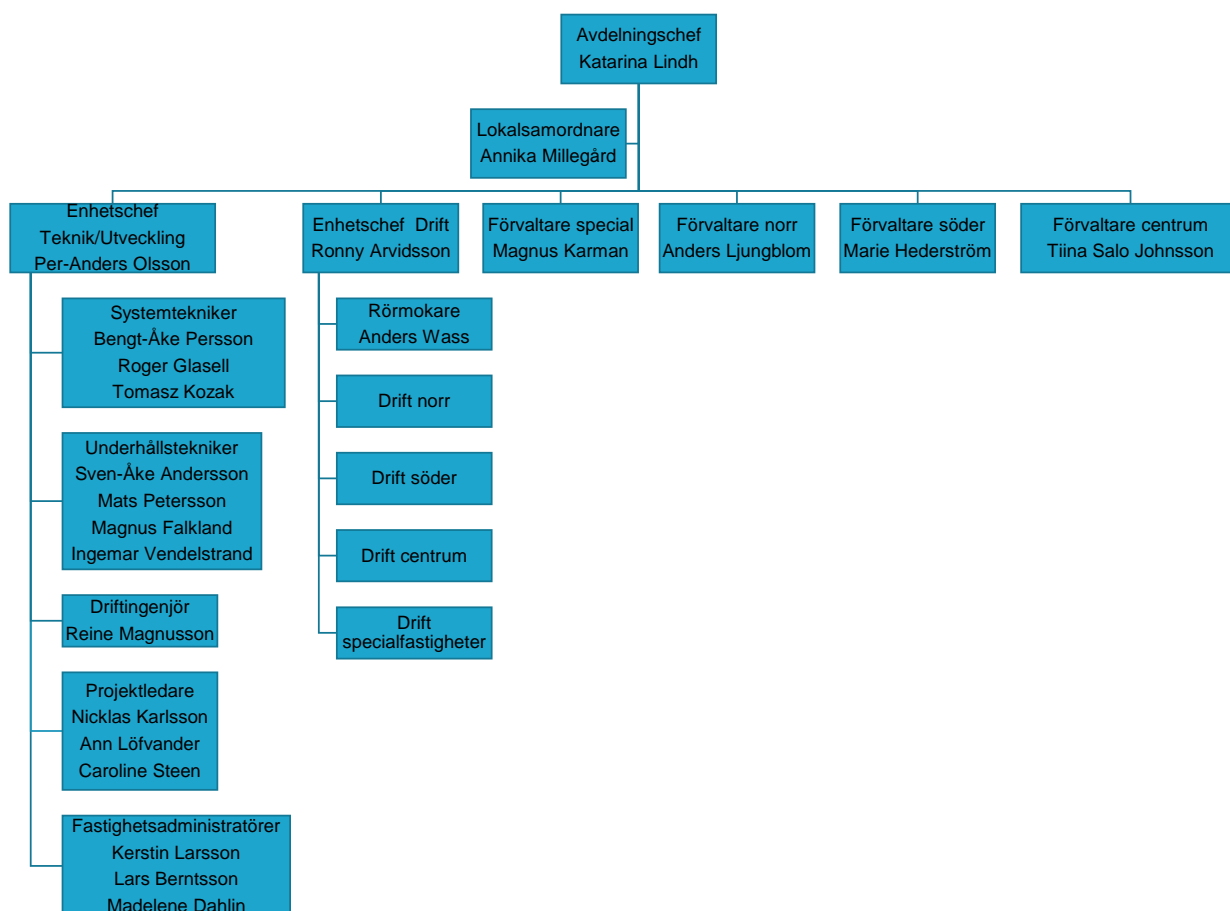 Avdelningschef
Katarina Lindh
Lokalsamordnare
Annika Millegård
Enhetschef
Teknik/Utveckling
Per-Anders Olsson
Enhetschef  Drift
Ronny Arvidsson
Förvaltare special
Magnus Karman
Förvaltare norr
Anders Ljungblom
Förvaltare söder
Marie Hederström
Förvaltare centrum
Tiina Salo Johnsson
Systemtekniker
Bengt-Åke Persson
Roger Glasell
Tomasz Kozak
Underhållstekniker
Sven-Åke Andersson
Mats Petersson
Magnus Falkland
Ingemar Vendelstrand
Driftingenjör
Reine Magnusson
Projektledare
Nicklas Karlsson
Ann Löfvander
Caroline Steen
Fastighetsadministratörer
Kerstin Larsson
Lars Berntsson
Madelene Dahlin
Rörmokare
Anders Wass
Drift norr
Drift söder
Drift centrum
Drift
specialfastigheter